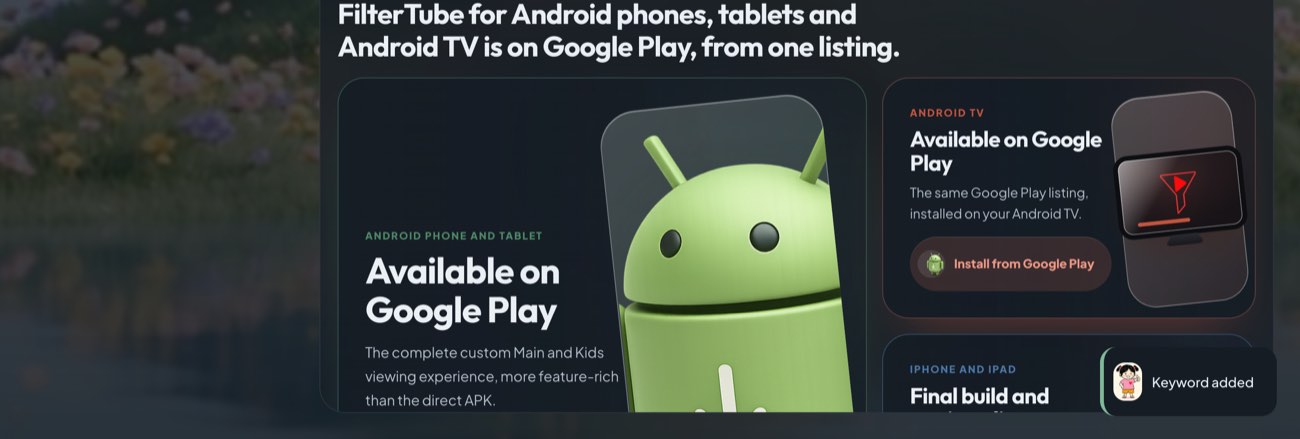 FilterTube for Android phones, tablets and
Android TV is on Google Play, from one listing.
ANDROID PHONE AND TABLET
Available on
Google Play
The complete custom Main and Kids
viewing experience, more feature-rich
than the direct APK.
ANDROID TV
Available on Google
Play
The same Google Play listing,
installed on your Android TV.
Install from Google Play
IPHONE AND IPAD
Final build and
Keyword added